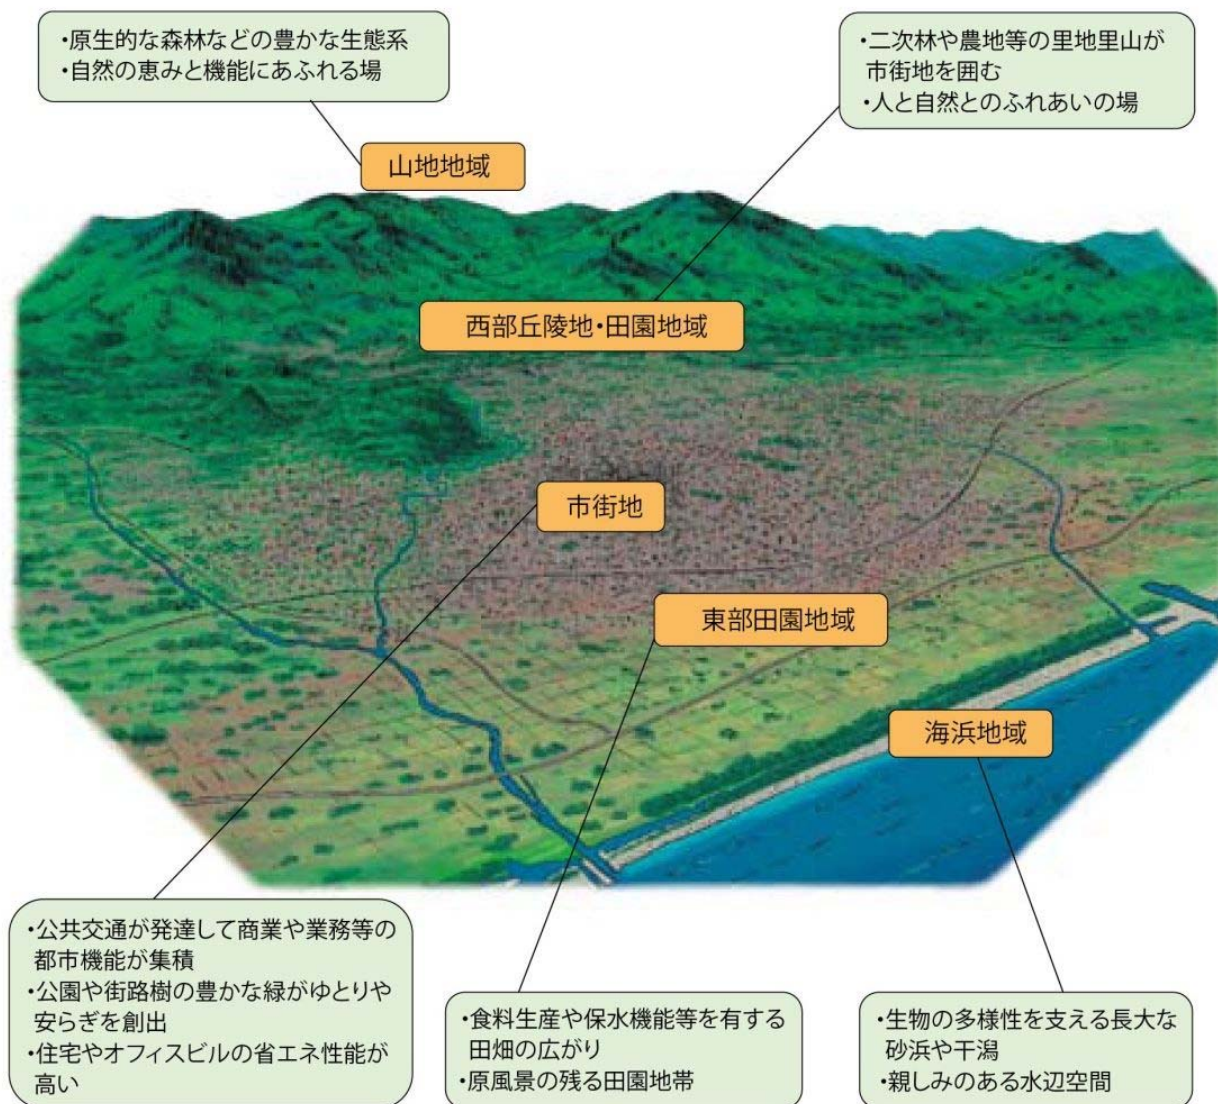 ・原生的な森林などの豊かな生態系
・自然の恵みと機能にあふれる場
・二次林や農地等の里地里山が
市街地を囲む
・人と自然とのふれあいの場
山地地域
西部丘陵地・田園地域
市街地
東部田園地域
海浜地域
・公共交通が発達して商業や業務等の
都市機能が集積
・公園や街路樹の豊かな緑がゆとりや
安らぎを創出
・住宅やオフィスビルの省エネ性能が
高い
・食料生産や保水機能等を有する
田畑の広がり
・原風景の残る田園地帯
・生物の多様性を支える長大な
砂浜や干潟
・親しみのある水辺空間